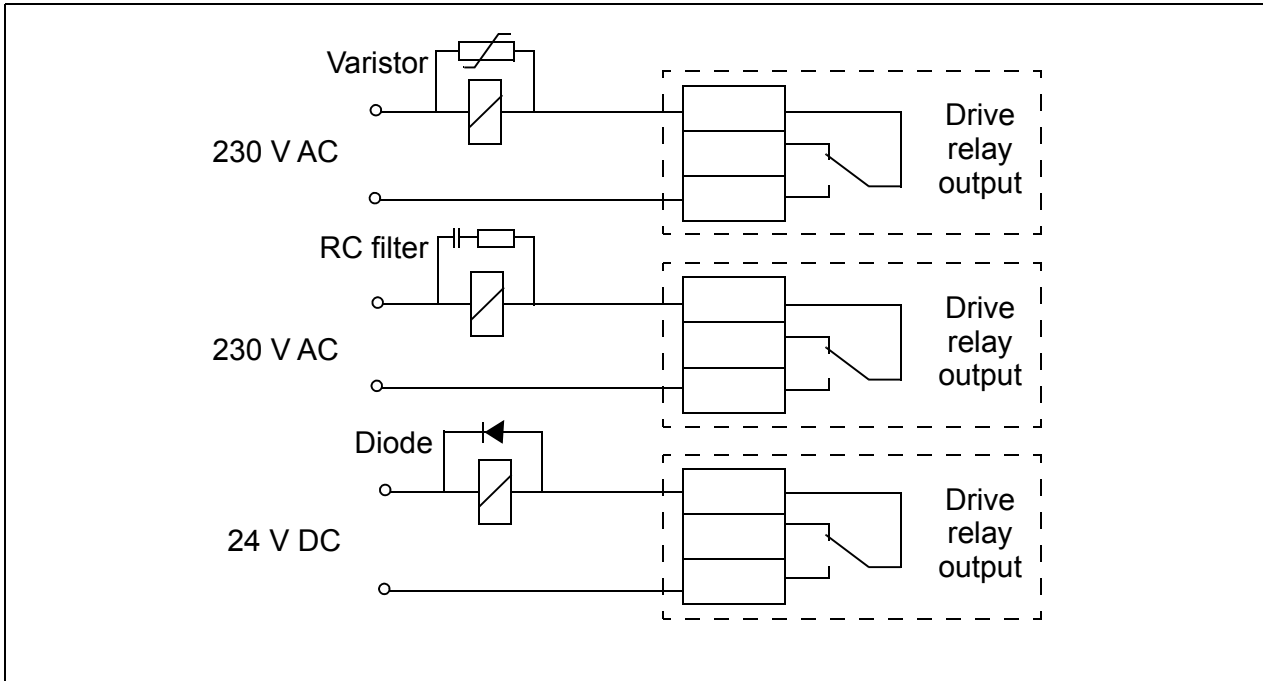 Varistor
230 V AC
Drive
relay
output
RC filter
230 V AC
Drive
relay
output
Diode
24 V DC
Drive
relay
output